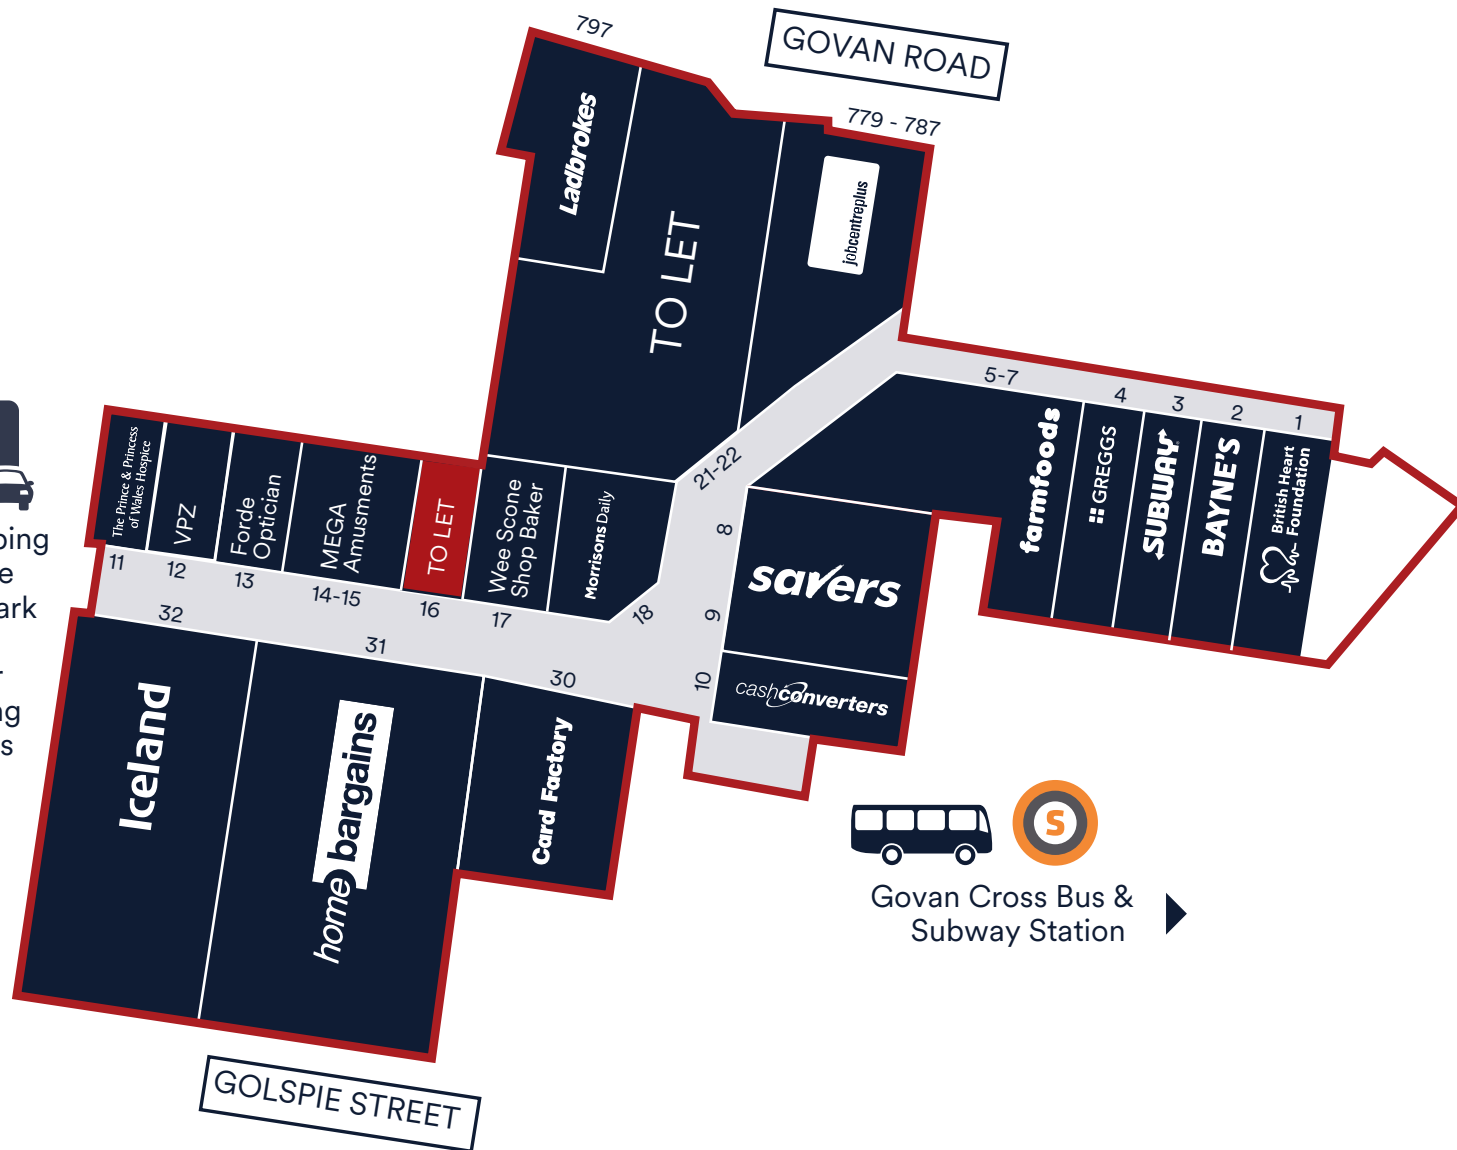 797
GOVAN ROAD
779 - 787
Ladbrokes
TO LET
jobcentreplus
5-7
4
3
2
1
farmfoods
GREGGS
SUBWAY
BAYNE'S
British Heart
Foundation
21-22
8
savers
9
10
cashconverters
The Prince & Princess
of Wales Hospice
VPZ
Forde
Optician
MEGA
Amusments
TO LET
Wee Scone
Shop Baker
Morrisons Daily
11
12
13
14-15
16
17
18
32
31
30
Iceland
home bargains
Card Factory
S
Govan Cross Bus &
Subway Station
GOLSPIE STREET